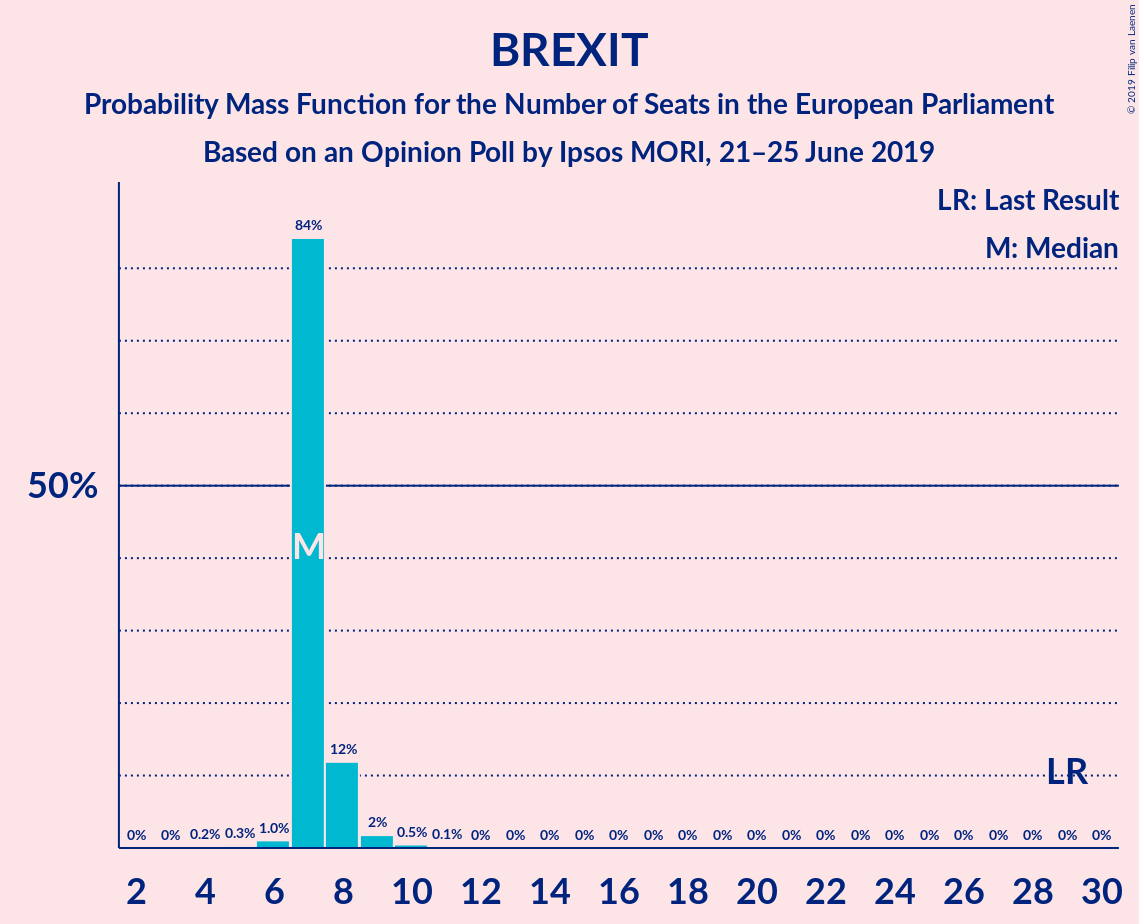 BREXIT
Probability Mass Function for the Number of Seats in the European Parliament
Based on an Opinion Poll by Ipsos MORI, 21–25 June 2019
© 2019 Filip van Laenen
LR: Last Result
M: Median
84%
50%
M
12%
LR
0% 0% 0.2% 0.3% 1.0% 2% 0.5% 0.1% 0% 0% 0% 0% 0% 0% 0% 0% 0% 0% 0% 0% 0% 0% 0% 0% 0% 0% 0%
2 4 6 8 10 12 14 16 18 20 22 24 26 28 30